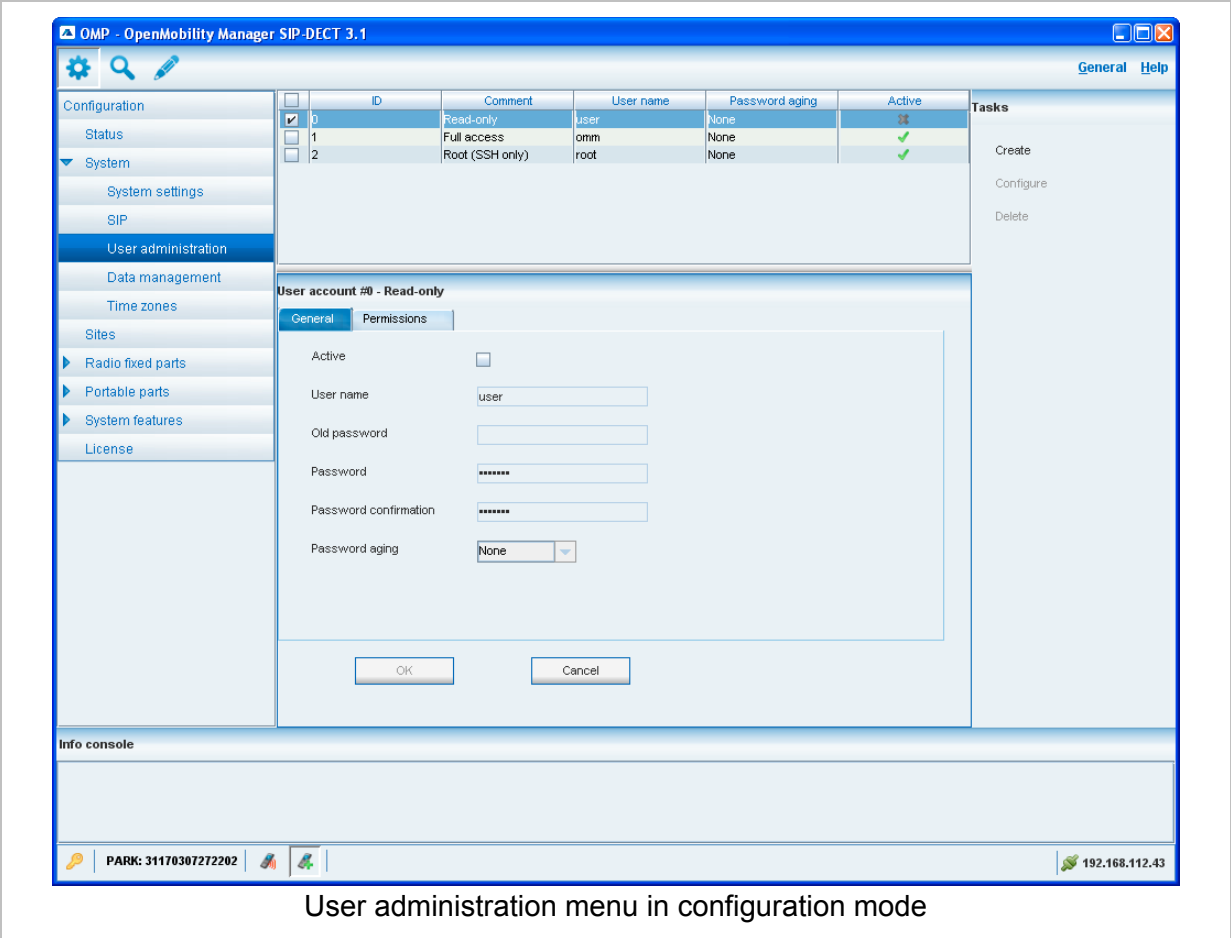 OMP - OpenMobility Manager SIP-DECT 3.1
General Help
Configuration
Status
System
System settings
SIP
User administration
Data management
Time zones
Sites
Radio fixed parts
Portable parts
System features
License
ID Comment User name Password aging Active
0 Read-only user None
1 Full access omm None
2 Root (SSH only) root None
Tasks
Create
Configure
Delete
User account #0 - Read-only
General Permissions
Active
User name user
Old password
Password •••••••
Password confirmation •••••••
Password aging None
OK Cancel
Info console
PARK: 31170307272202
192.168.112.43
User administration menu in configuration mode